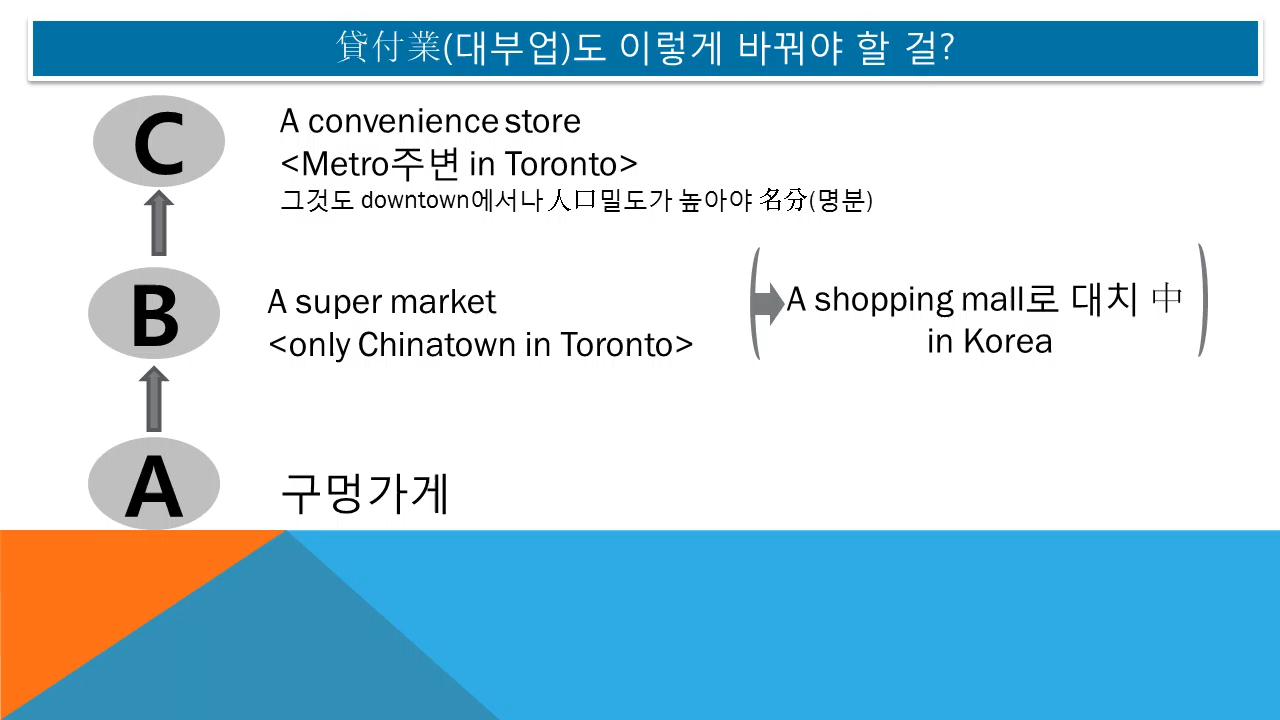 貸付業(대부업)도 이렇게 바꿔야 할 걸?
C
A convenience store
<Metro주변 in Toronto>
그것도 downtown에서나 人口밀도가 높아야 名分(명분)
B
A super market
<only Chinatown in Toronto>
A shopping mall로 대치 中
in Korea
A
구멍가게